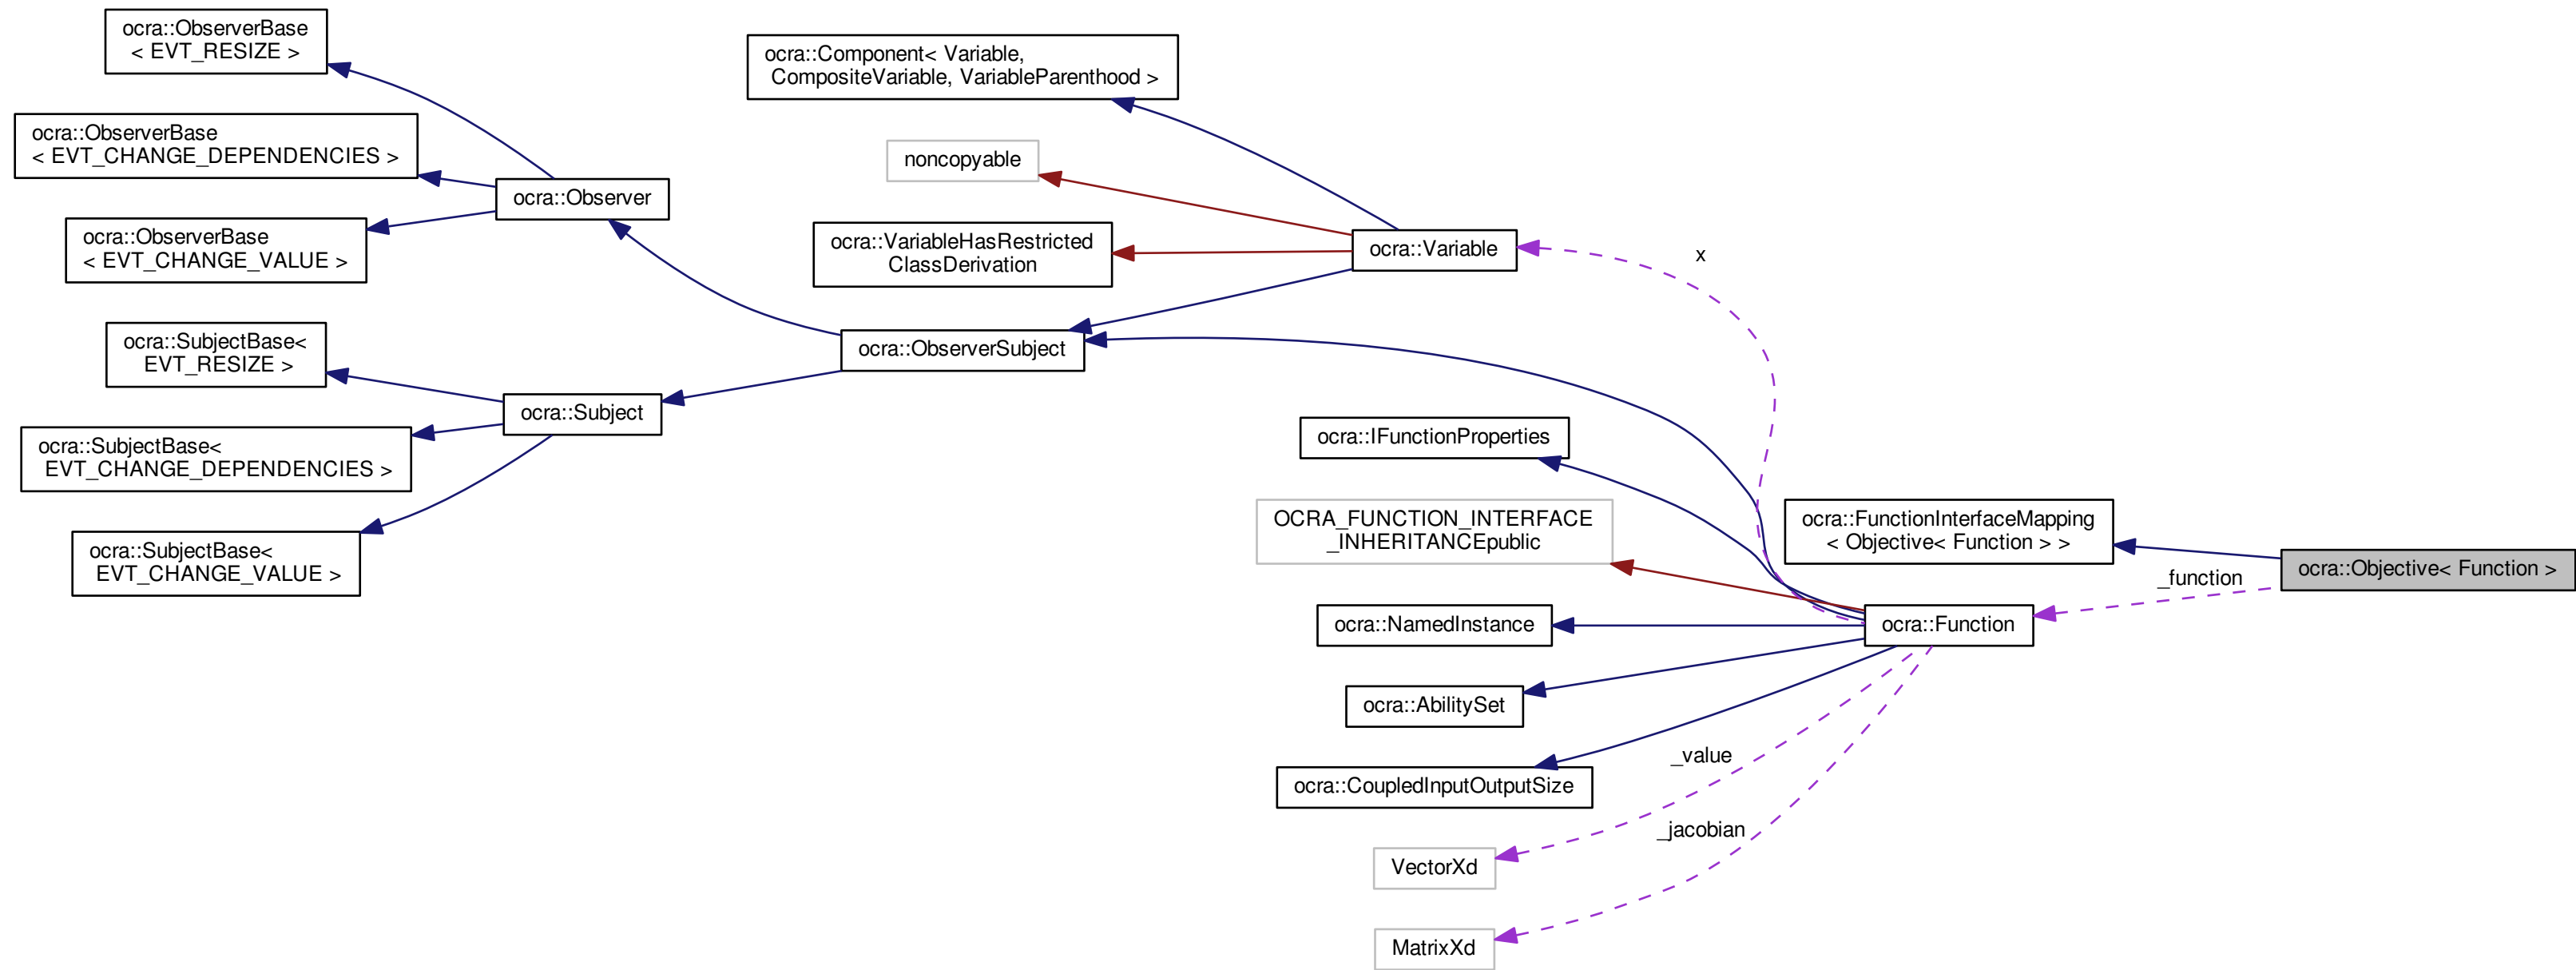 ocra::ObserverBase
< EVT_RESIZE >
ocra::ObserverBase
< EVT_CHANGE_DEPENDENCIES >
ocra::ObserverBase
< EVT_CHANGE_VALUE >
ocra::SubjectBase<
EVT_RESIZE >
ocra::SubjectBase<
EVT_CHANGE_DEPENDENCIES >
ocra::SubjectBase<
EVT_CHANGE_VALUE >
ocra::Observer
ocra::Subject
ocra::Component< Variable,
CompositeVariable, VariableParenthood >
noncopyable
ocra::VariableHasRestricted
ClassDerivation
ocra::ObserverSubject
ocra::Variable
x
ocra::IFunctionProperties
OCRA_FUNCTION_INTERFACE
_INHERITANCEpublic
ocra::NamedInstance
ocra::AbilitySet
ocra::CoupledInputOutputSize
_value
_jacobian
VectorXd
MatrixXd
ocra::FunctionInterfaceMapping
< Objective< Function > >
ocra::Function
_function
ocra::Objective< Function >